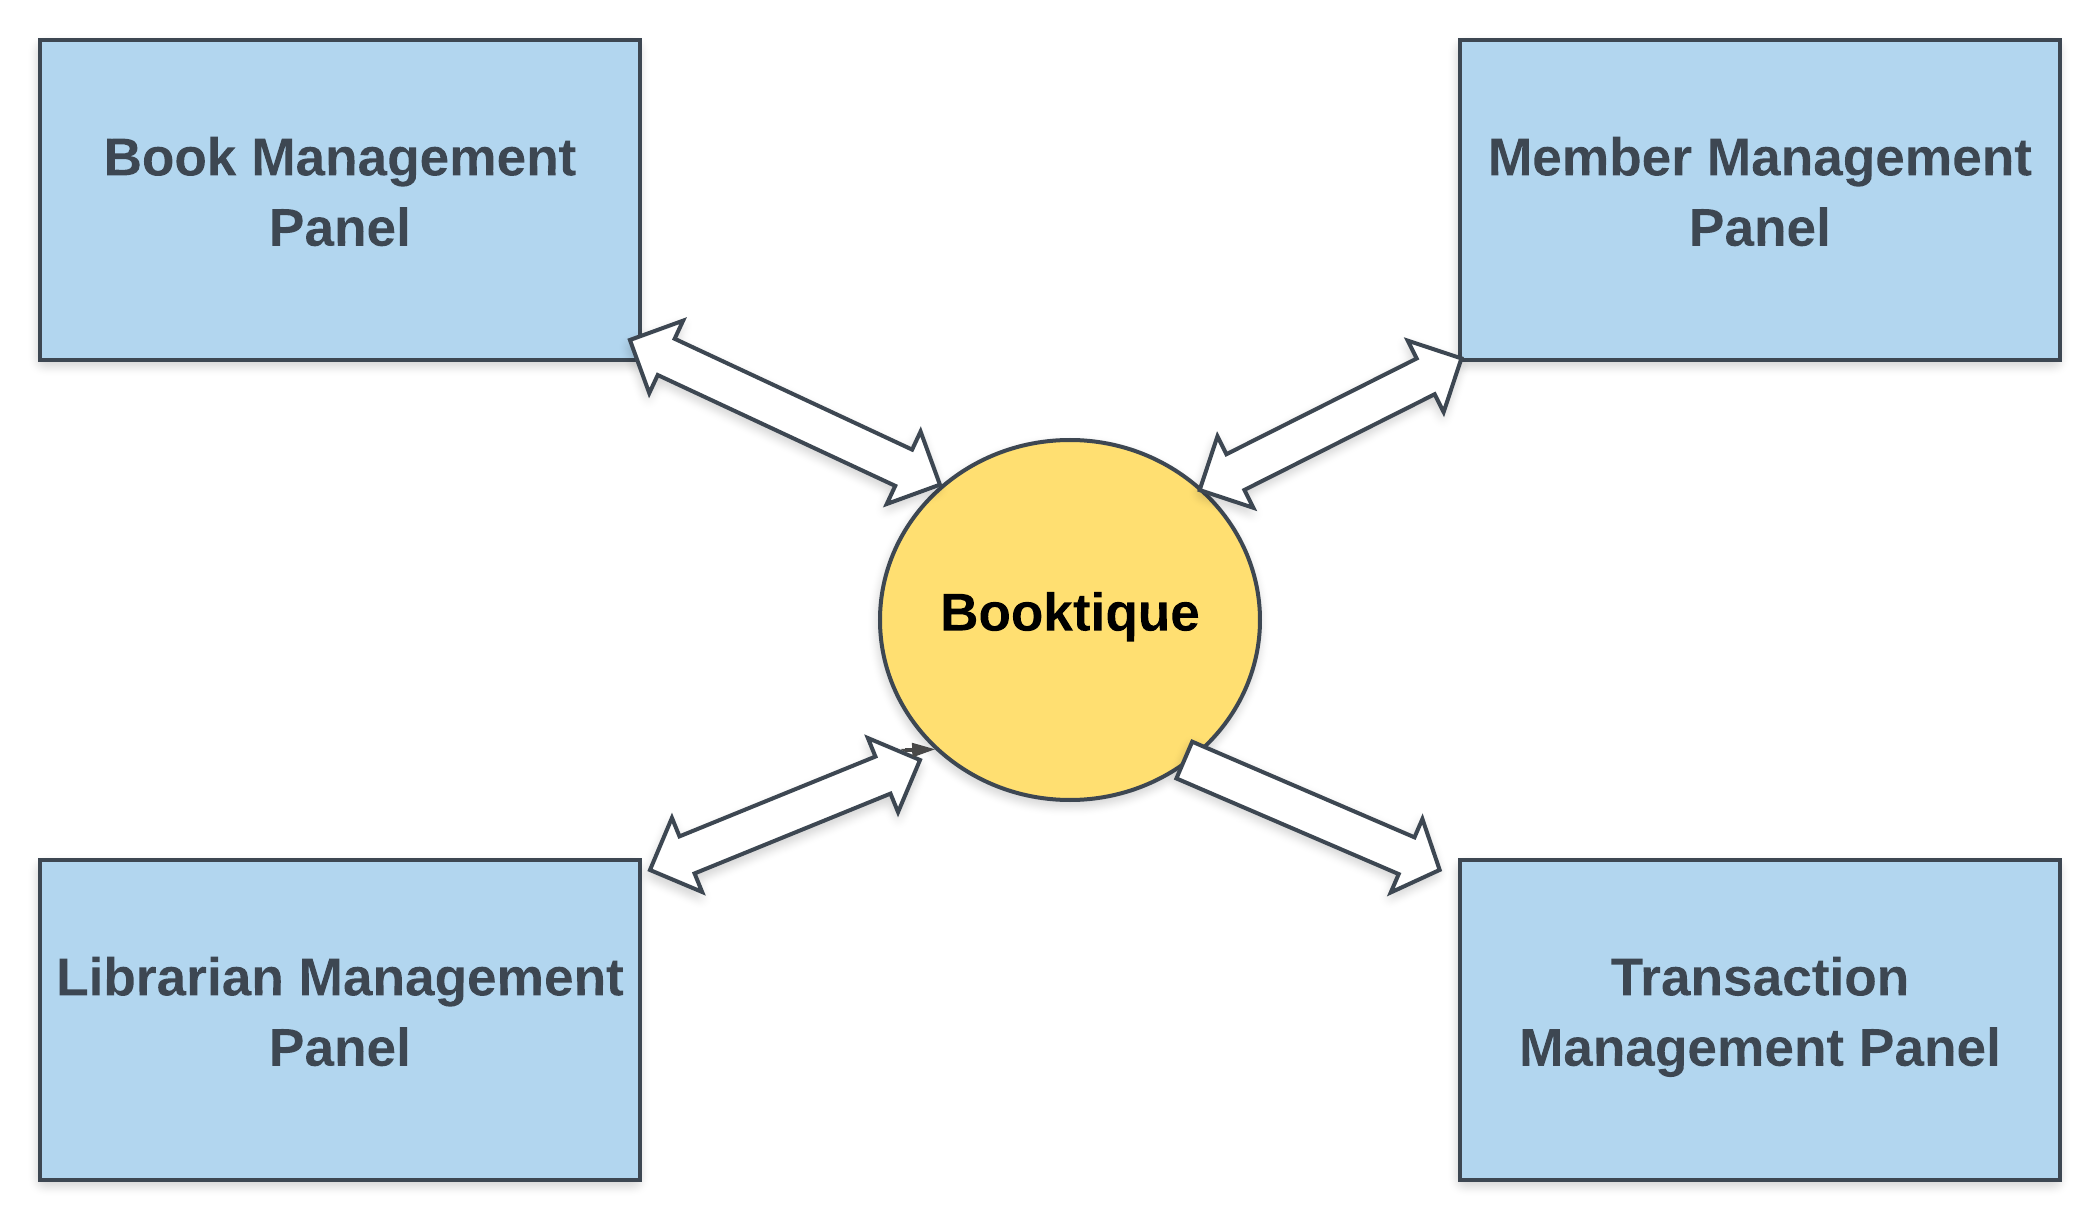 Book Management
Panel
Member Management
Panel
Booktique
Librarian Management
Panel
Transaction
Management Panel